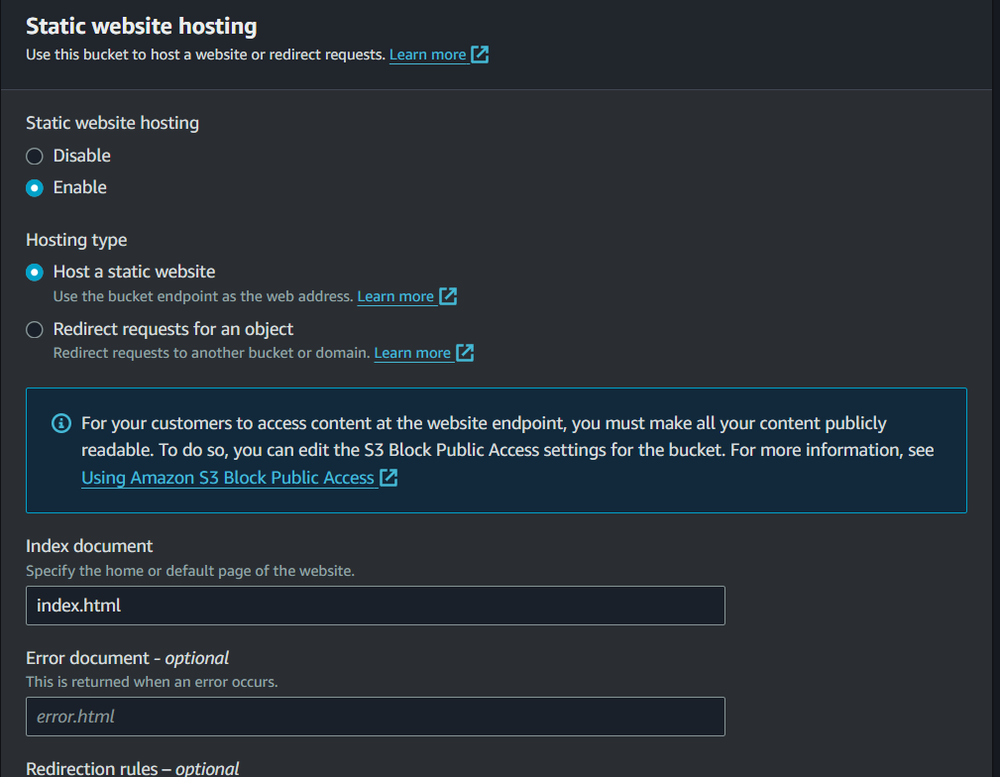 Static website hosting
Use this bucket to host a website or redirect requests. Learn more
Static website hosting
Disable
Enable
Hosting type
Host a static website
Use the bucket endpoint as the web address. Learn more
Redirect requests for an object
Redirect requests to another bucket or domain. Learn more
For your customers to access content at the website endpoint, you must make all your content publicly
readable. To do so, you can edit the S3 Block Public Access settings for the bucket. For more information, see
Using Amazon S3 Block Public Access
Index document
Specify the home or default page of the website.
index.html
Error document - optional
This is returned when an error occurs.
error.html
Redirection rules – optional